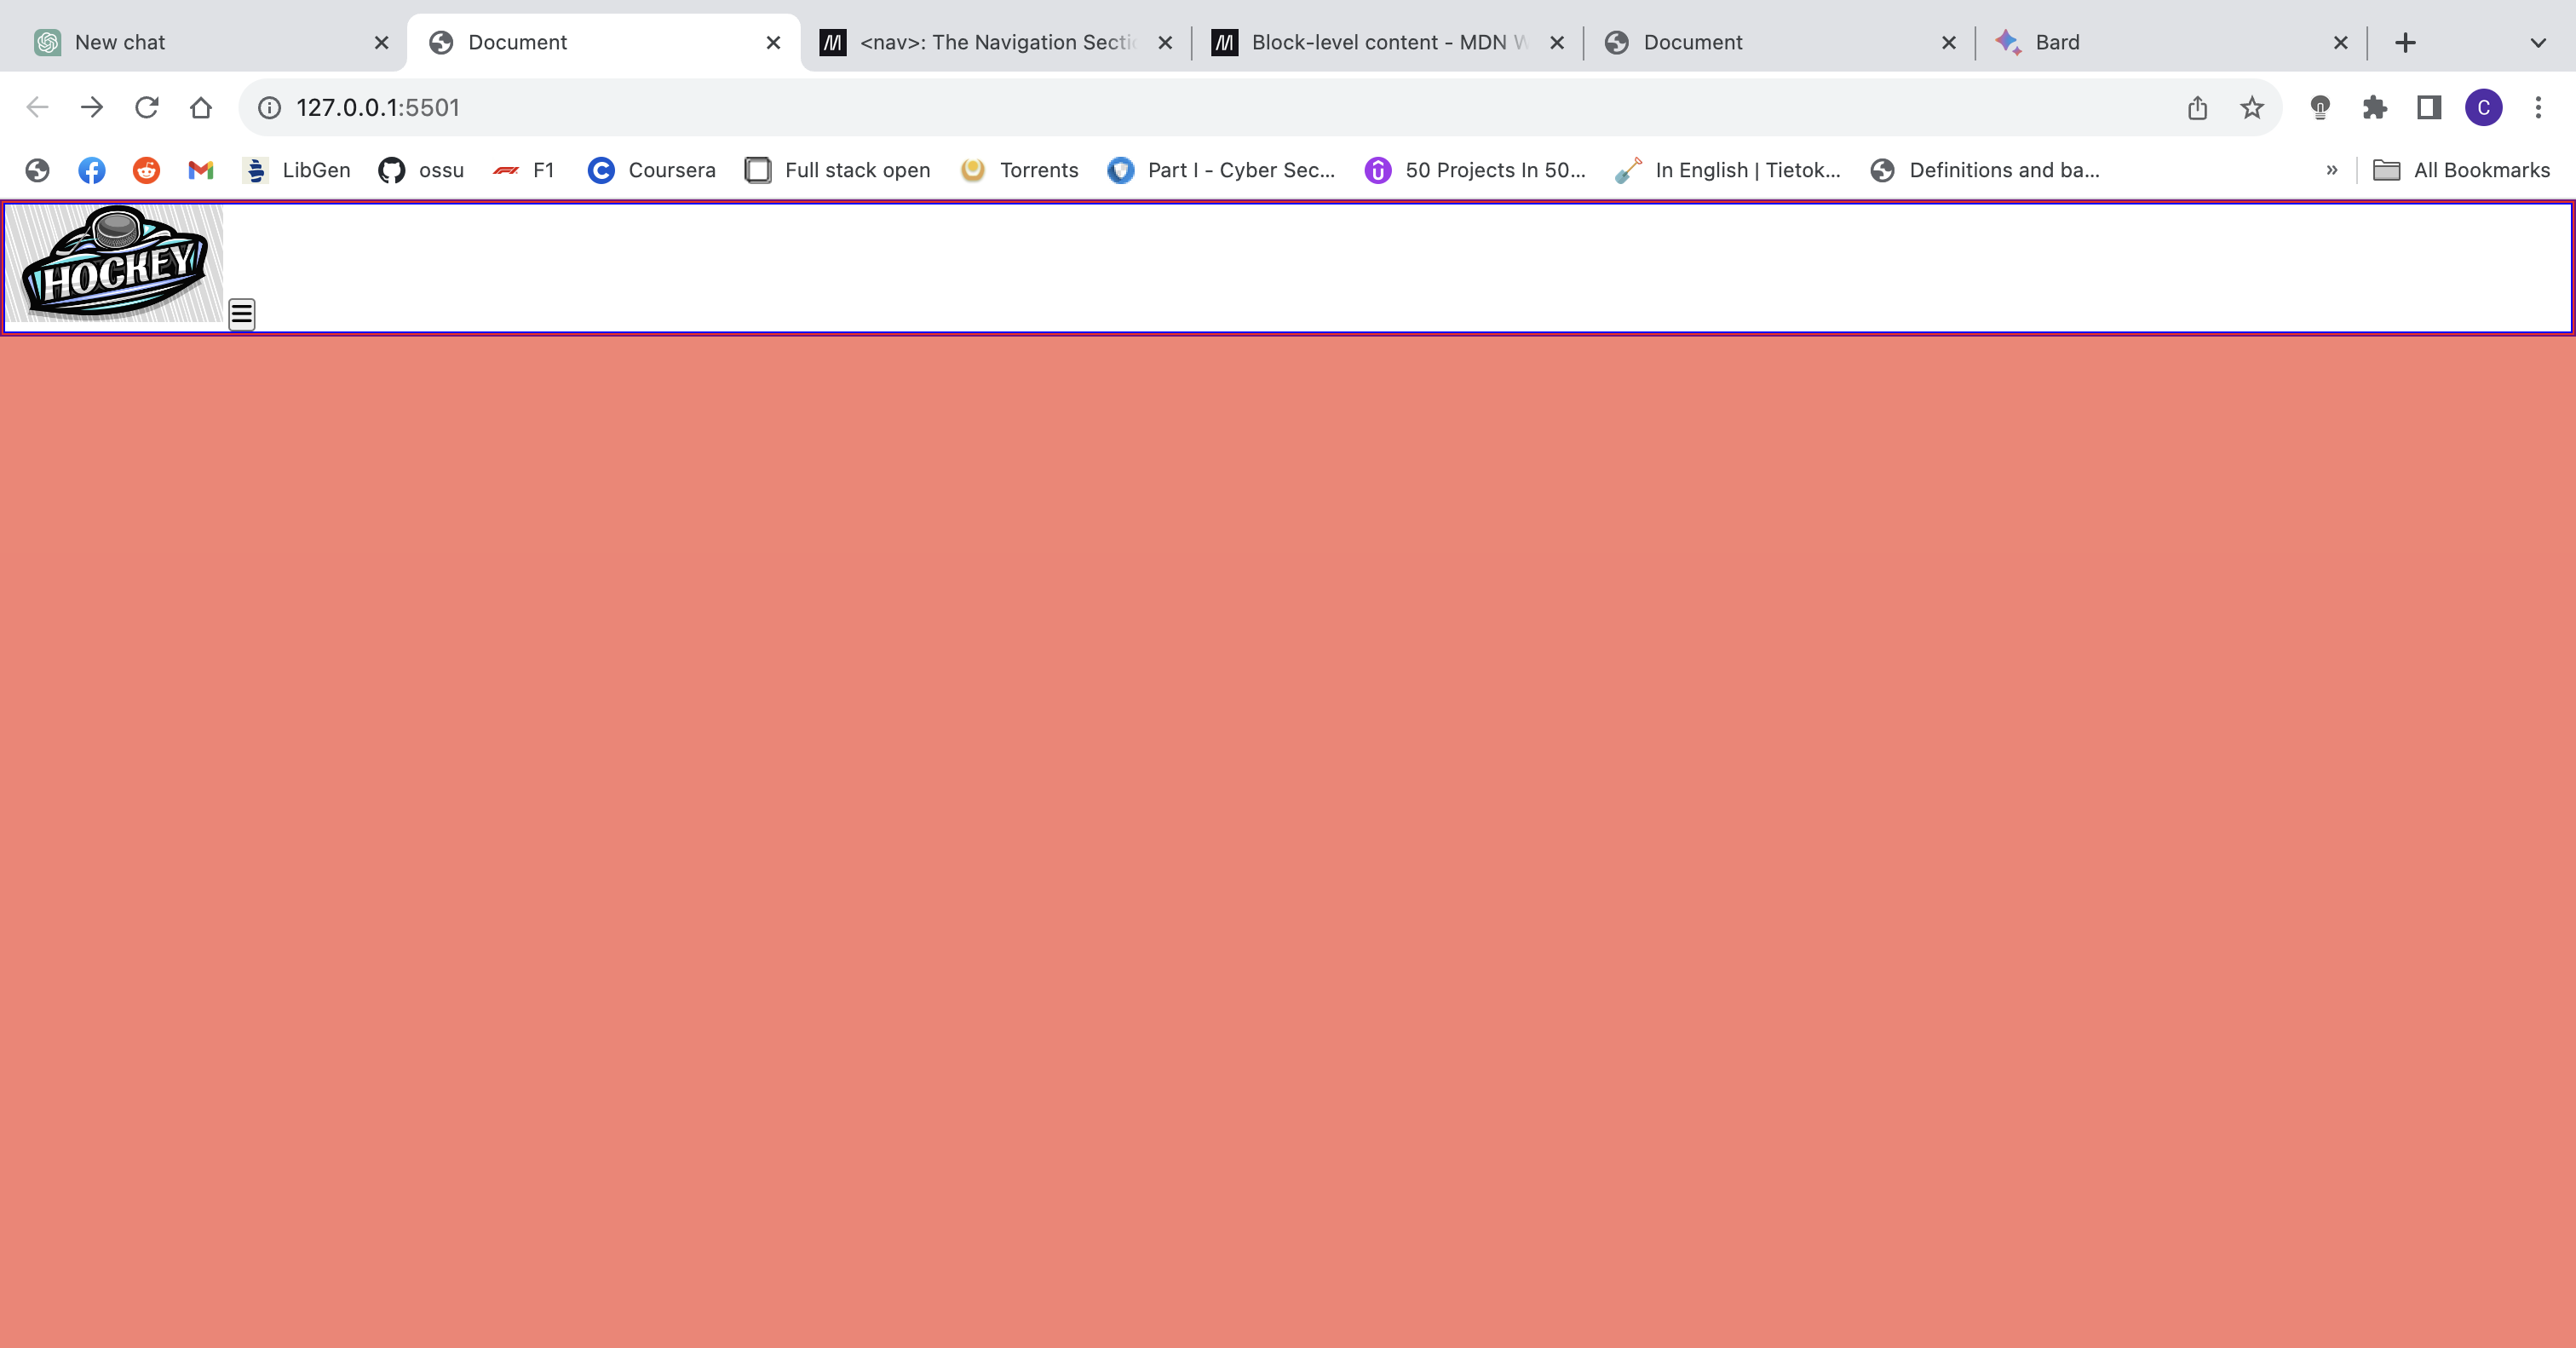 New chat
Document
<nav>: The Navigation Secti
Block-level content - MDN W
Document
Bard
127.0.0.1:5501
LibGen
ossu
F1
Coursera
Full stack open
Torrents
Part I - Cyber Sec...
50 Projects In 50...
In English | Tietok...
Definitions and ba...
»
All Bookmarks
C
HOCKEY